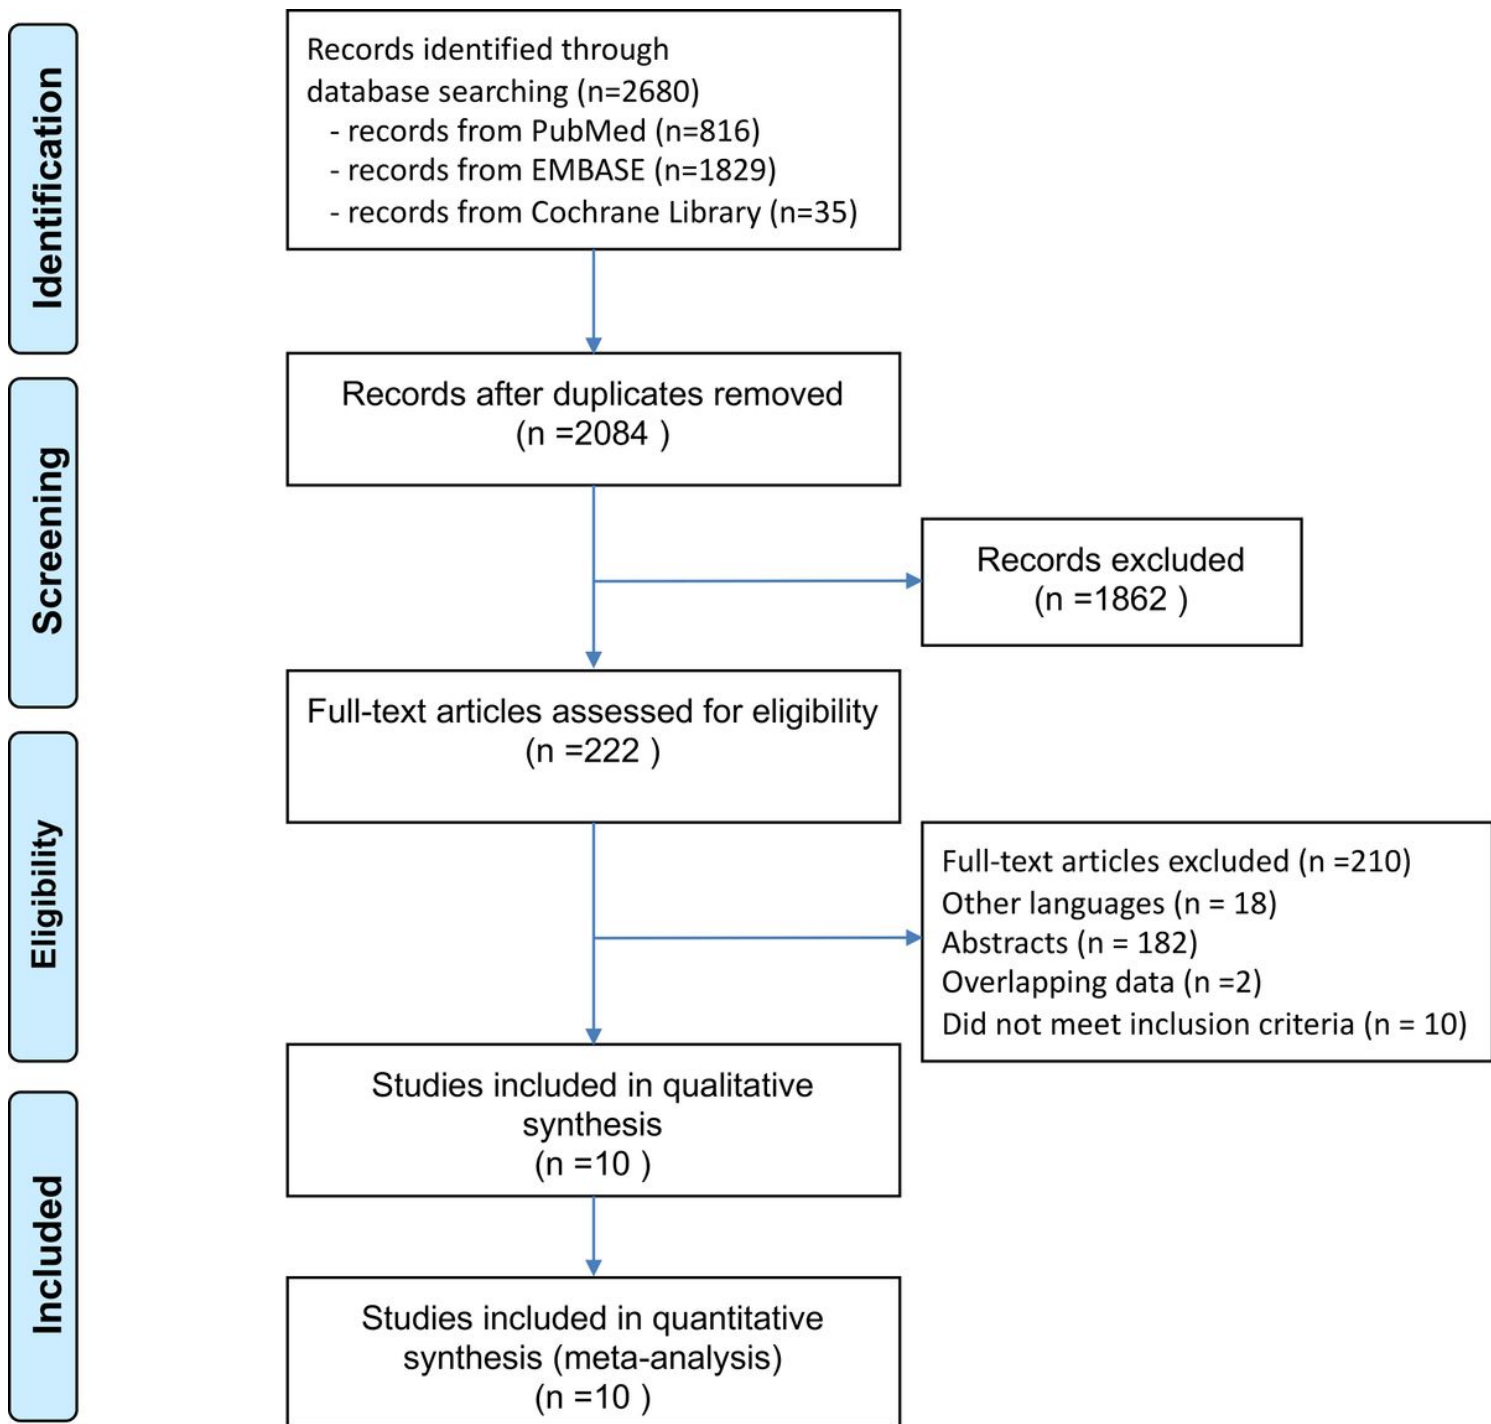 Identification
Records identified through
database searching (n=2680)
- records from PubMed (n=816)
- records from EMBASE (n=1829)
- records from Cochrane Library (n=35)
Screening
Records after duplicates removed
(n =2084 )
Records excluded
(n =1862 )
Full-text articles assessed for eligibility
(n =222 )
Eligibility
Full-text articles excluded (n =210)
Other languages (n = 18)
Abstracts (n = 182)
Overlapping data (n =2)
Did not meet inclusion criteria (n = 10)
Studies included in qualitative
synthesis
(n =10 )
Included
Studies included in quantitative
synthesis (meta-analysis)
(n =10 )